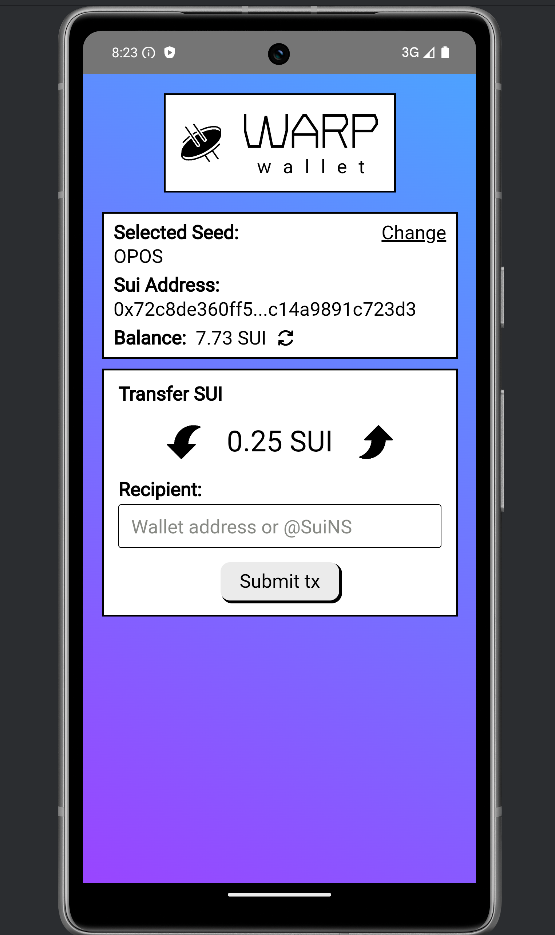 8:23
3G
WARP
wallet
Selected Seed:
Change
OPOS
Sui Address:
0x72c8de360ff5...c14a9891c723d3
Balance: 7.73 SUI
Transfer SUI
0.25 SUI
Recipient:
Wallet address or @SuiNS
Submit tx